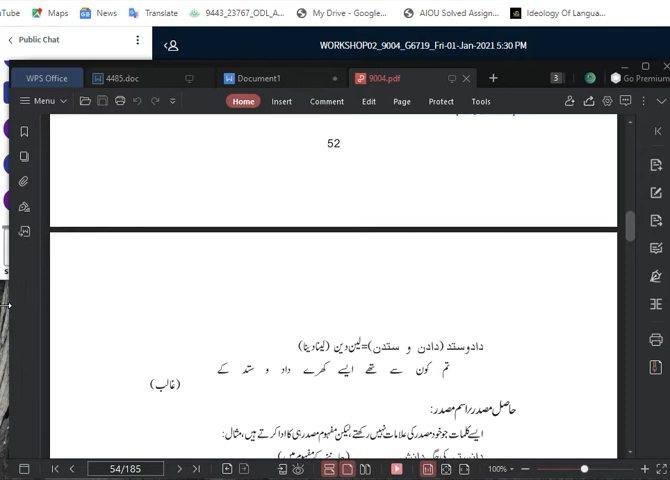 uTube
Maps
News
Translate
9443_23767_ODL_A...
My Drive – Google...
AIOU Solved Assign...
Ideology Of Langua...
Public Chat
WORKSHOP02_9004_G6719_Fri-01-Jan-2021 5:30 PM
WPS Office
4485.doc
Document1
9004.pdf
3
Go Premium
Menu
Home
Insert
Comment
Edit
Page
Protect
Tools
52
دادوستد (دادن و ستدن)=لین دین (لینا دینا)
تم کون سے تھے ایسے کھرے داد و ستد کے
(غالب)
حاصل مصدر/اسم مصدر:
ایسے کلمات جو خود مصدر کی علامات نہیں رکھتے، لیکن مفہوم مصدر ہی کا ادا کرتے ہیں، مثال:
54/185
100%